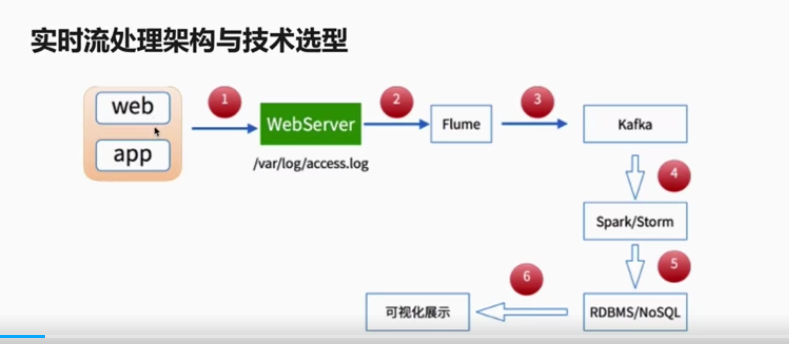 实时流处理架构与技术选型
web
app
1
WebServer
/var/log/access.log
2
Flume
3
Kafka
4
Spark/Storm
5
RDBMS/NoSQL
6
可视化展示